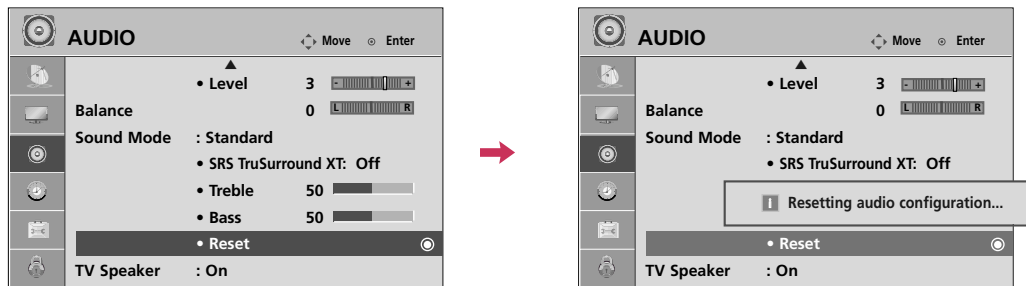 AUDIO Move Enter
• Level 3 - +
Balance 0 L R
Sound Mode : Standard
• SRS TruSurround XT: Off
• Treble 50
• Bass 50
• Reset
TV Speaker : On
AUDIO Move Enter
• Level 3 - +
Balance 0 L R
Sound Mode : Standard
• SRS TruSurround XT: Off
Resetting audio configuration...
• Reset
TV Speaker : On